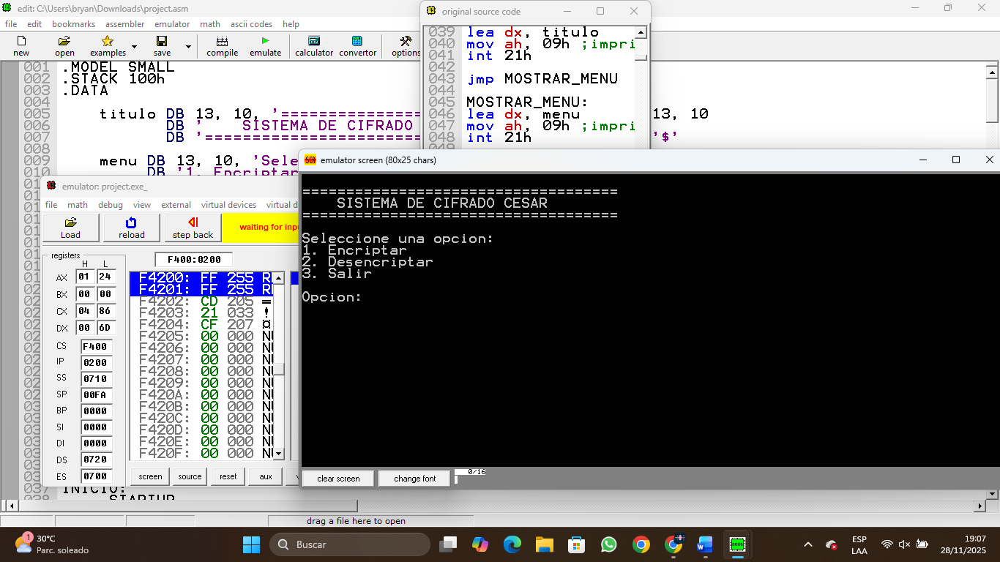 edit: C:\Users\bryan\Downloads\project.asm
file edit bookmarks assembler emulator math ascii codes help
new open examples save compile emulate calculator convertor options
001 .MODEL SMALL
002 .STACK 100h
003 .DATA
004
005 titulo DB 13, 10, '================ 13, 10
006 DB ' SISTEMA DE CIFRADO
007 DB '======================== '$'
008
009 menu DB 13, 10, 'Sele
010 DB '1. Encriptar
037 INICIO:
038 STARTUP
drag a file here to open
original source code
039 lea dx, titulo
040 mov ah, 09h ;impri
041 int 21h
042
043 jmp MOSTRAR_MENU
044
045 MOSTRAR_MENU:
046 lea dx, menu
047 mov ah, 09h ;impri
048 int 21h
emulator: project.exe_
file math debug view external virtual devices virtual d
Load reload step back waiting for inp
registers
H L
F400:0200
AX 01 24
BX 00 00
CX 04 86
DX 00 6D
CS F400
IP 0200
SS 0710
SP 00FA
BP 0000
SI 0000
DI 0000
DS 0720
ES 0700
F4200: FF 255 R
F4201: FF 255 R
F4202: CD 205 =
F4203: 21 033 !
F4204: CF 207 ¤
F4205: 00 000 N
F4206: 00 000 N
F4207: 00 000 N
F4208: 00 000 N
F4209: 00 000 N
F420A: 00 000 N
F420B: 00 000 N
F420C: 00 000 N
F420D: 00 000 N
F420E: 00 000 N
F420F: 00 000 N
screen source reset aux
emulator screen (80x25 chars)
====================================
SISTEMA DE CIFRADO CESAR
====================================
Seleccione una opcion:
1. Encriptar
2. Desencriptar
3. Salir
Opcion:
clear screen change font 0/16
1
30°C
Parc. soleado
Buscar
ESP
LAA
19:07
28/11/2025